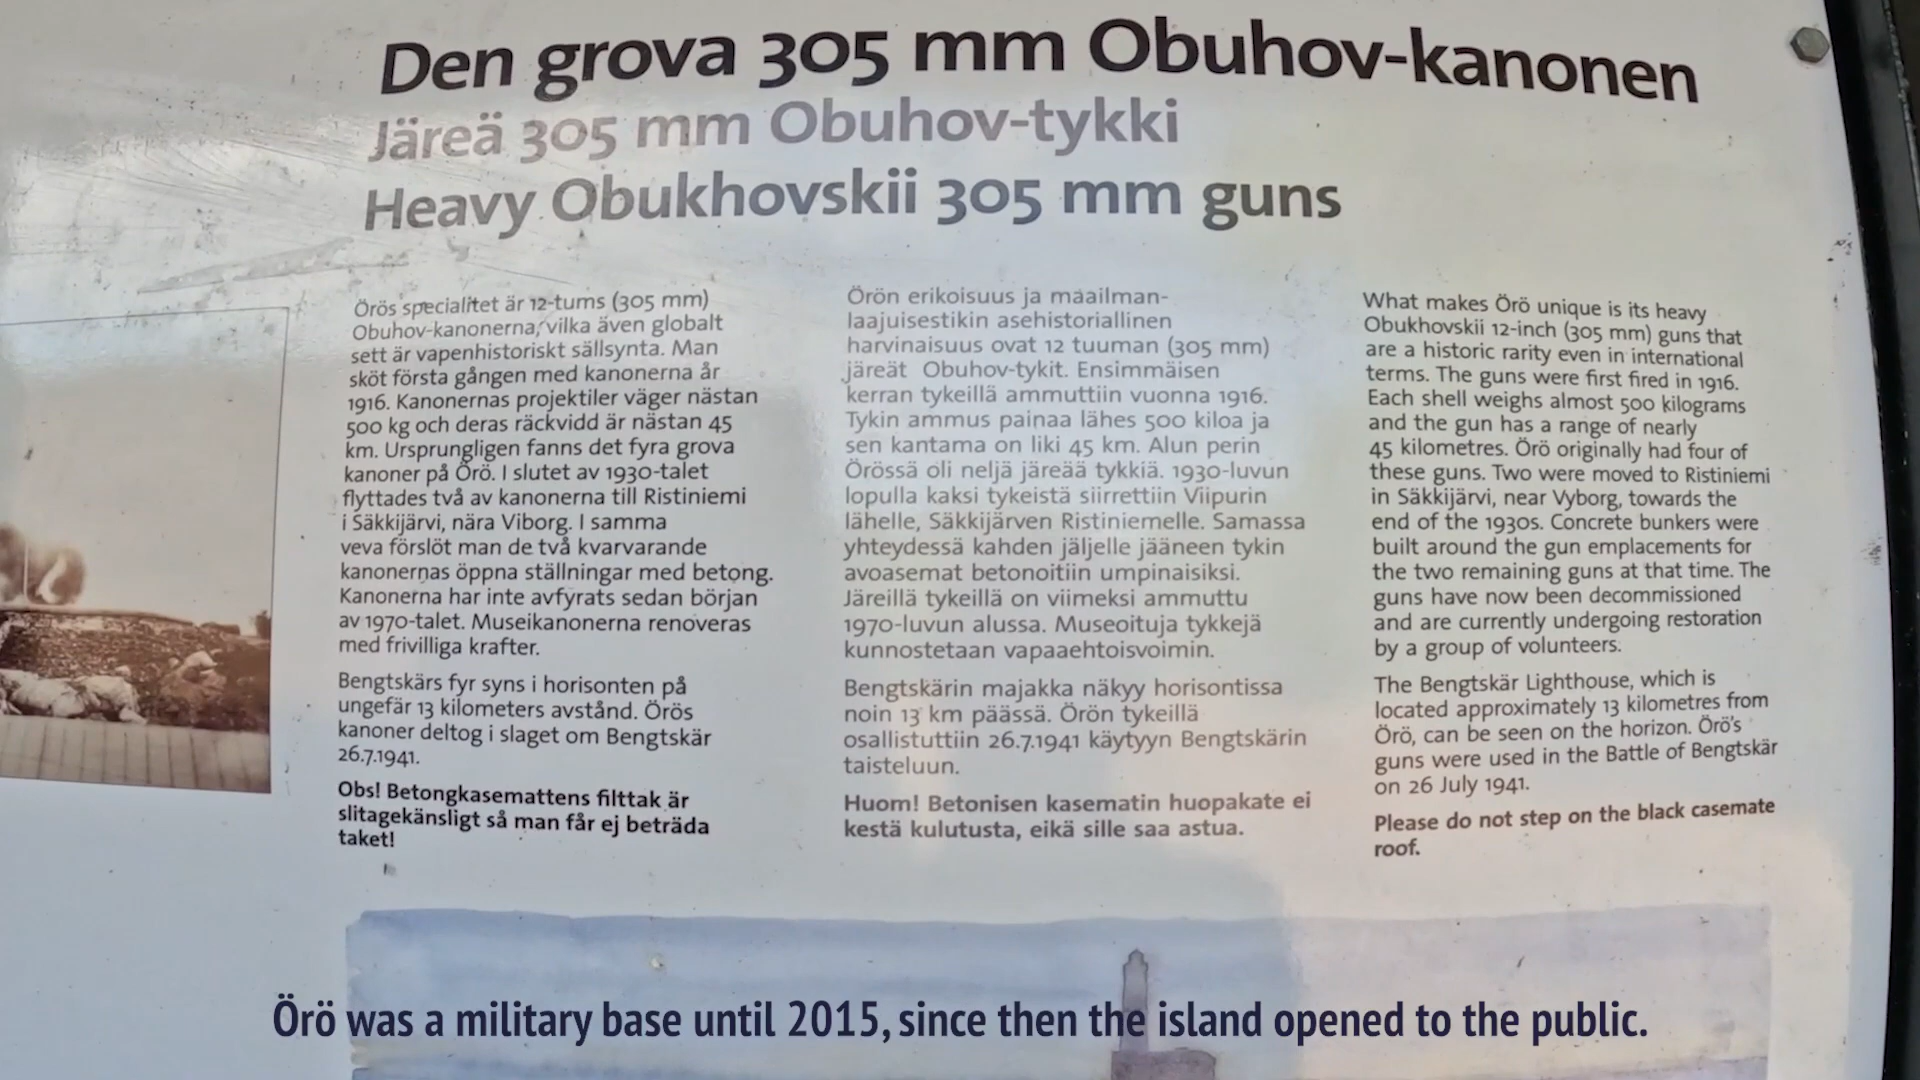 Den grova 305 mm Obuhov-kanonen
Järeä 305 mm Obuhov-tykki
Heavy Obukhovskii 305 mm guns
Örös specialitet är 12-tums (305 mm)
Obuhov-kanonerna, vilka även globalt
sett är vapenhistoriskt sällsynta. Man
sköt första gången med kanonerna år
1916. Kanonernas projektiler väger nästan
500 kg och deras räckvidd är nästan 45
km. Ursprungligen fanns det fyra grova
kanoner på Örö. I slutet av 1930-talet
flyttades två av kanonerna till Ristiniemi
i Säkkijärvi, nära Viborg. I samma
veva förslöt man de två kvarvarande
kanonernas öppna ställningar med betong.
Kanonerna har inte avfyrats sedan början
av 1970-talet. Museikanonerna renoveras
med frivilliga krafter.
Bengtskärs fyr syns i horisonten på
ungefär 13 kilometers avstånd. Örös
kanoner deltog i slaget om Bengtskär
26.7.1941.
Obs! Betongkasemattens filttak är
slitagekänsligt så man får ej beträda
taket!
Örön erikoisuus ja maailman-
laajuisestikin asehistoriallinen
harvinaisuus ovat 12 tuuman (305 mm)
järeät Obuhov-tykit. Ensimmäisen
kerran tykeillä ammuttiin vuonna 1916.
Tykin ammus painaa lähes 500 kiloa ja
sen kantama on liki 45 km. Alun perin
Örössä oli neljä järeää tykkiä. 1930-luvun
lopulla kaksi tykeistä siirrettiin Viipurin
lähelle, Säkkijärven Ristiniemelle. Samassa
yhteydessä kahden jäljelle jääneen tykin
avoasemat betonoitiin umpinaisiksi.
Järeillä tykeillä on viimeksi ammuttu
1970-luvun alussa. Museoituja tykkejä
kunnostetaan vapaaehtoisvoimin.
Bengtskärin majakka näkyy horisontissa
noin 13 km päässä. Örön tykeillä
osallistuttiin 26.7.1941 käytyyn Bengtskärin
taisteluun.
Huom! Betonisen kasematin huopakate ei
kestä kulutusta, eikä sille saa astua.
What makes Örö unique is its heavy
Obukhovskii 12-inch (305 mm) guns that
are a historic rarity even in international
terms. The guns were first fired in 1916.
Each shell weighs almost 500 kilograms
and the gun has a range of nearly
45 kilometres. Örö originally had four of
these guns. Two were moved to Ristiniemi
in Säkkijärvi, near Vyborg, towards the
end of the 1930s. Concrete bunkers were
built around the gun emplacements for
the two remaining guns at that time. The
guns have now been decommissioned
and are currently undergoing restoration
by a group of volunteers.
The Bengtskär Lighthouse, which is
located approximately 13 kilometres from
Örö, can be seen on the horizon. Örö's
guns were used in the Battle of Bengtskär
on 26 July 1941.
Please do not step on the black casemate
roof.
Örö was a military base until 2015, since then the island opened to the public.